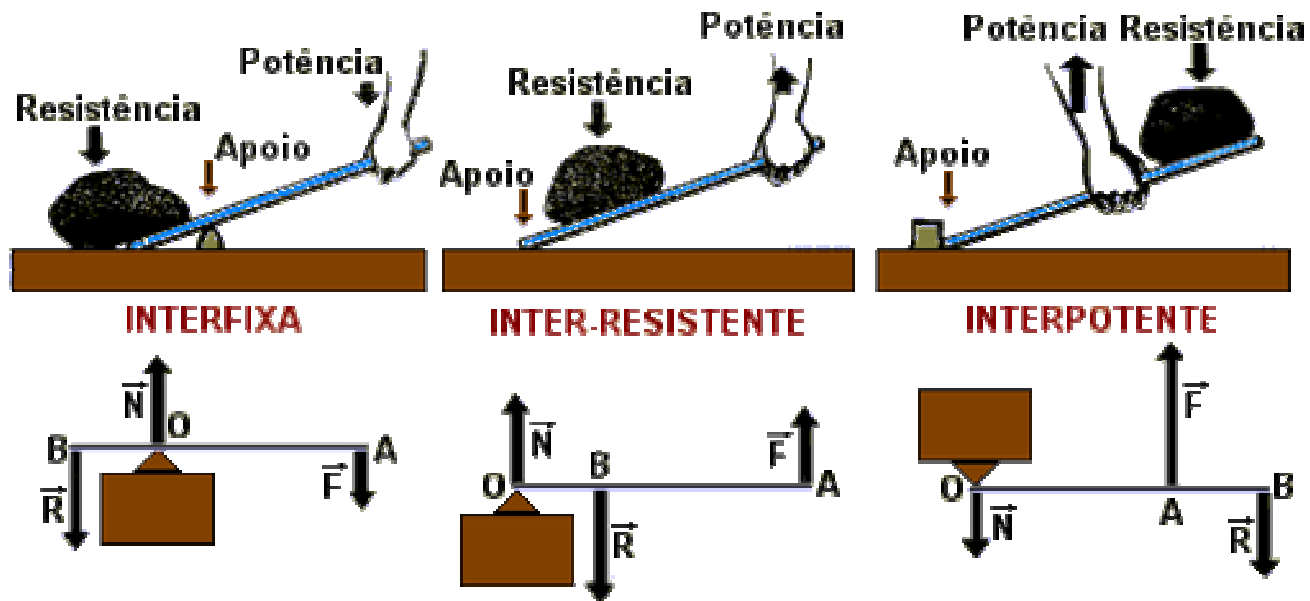 Potência
Resistência
Apoio
INTERFIXA
Potência
Resistência
Apoio
INTER-RESISTENTE
Potência Resistência
Apoio
INTERPOTENTE
N
B O A
R F
N B F
O A
R
F
O A B
N R